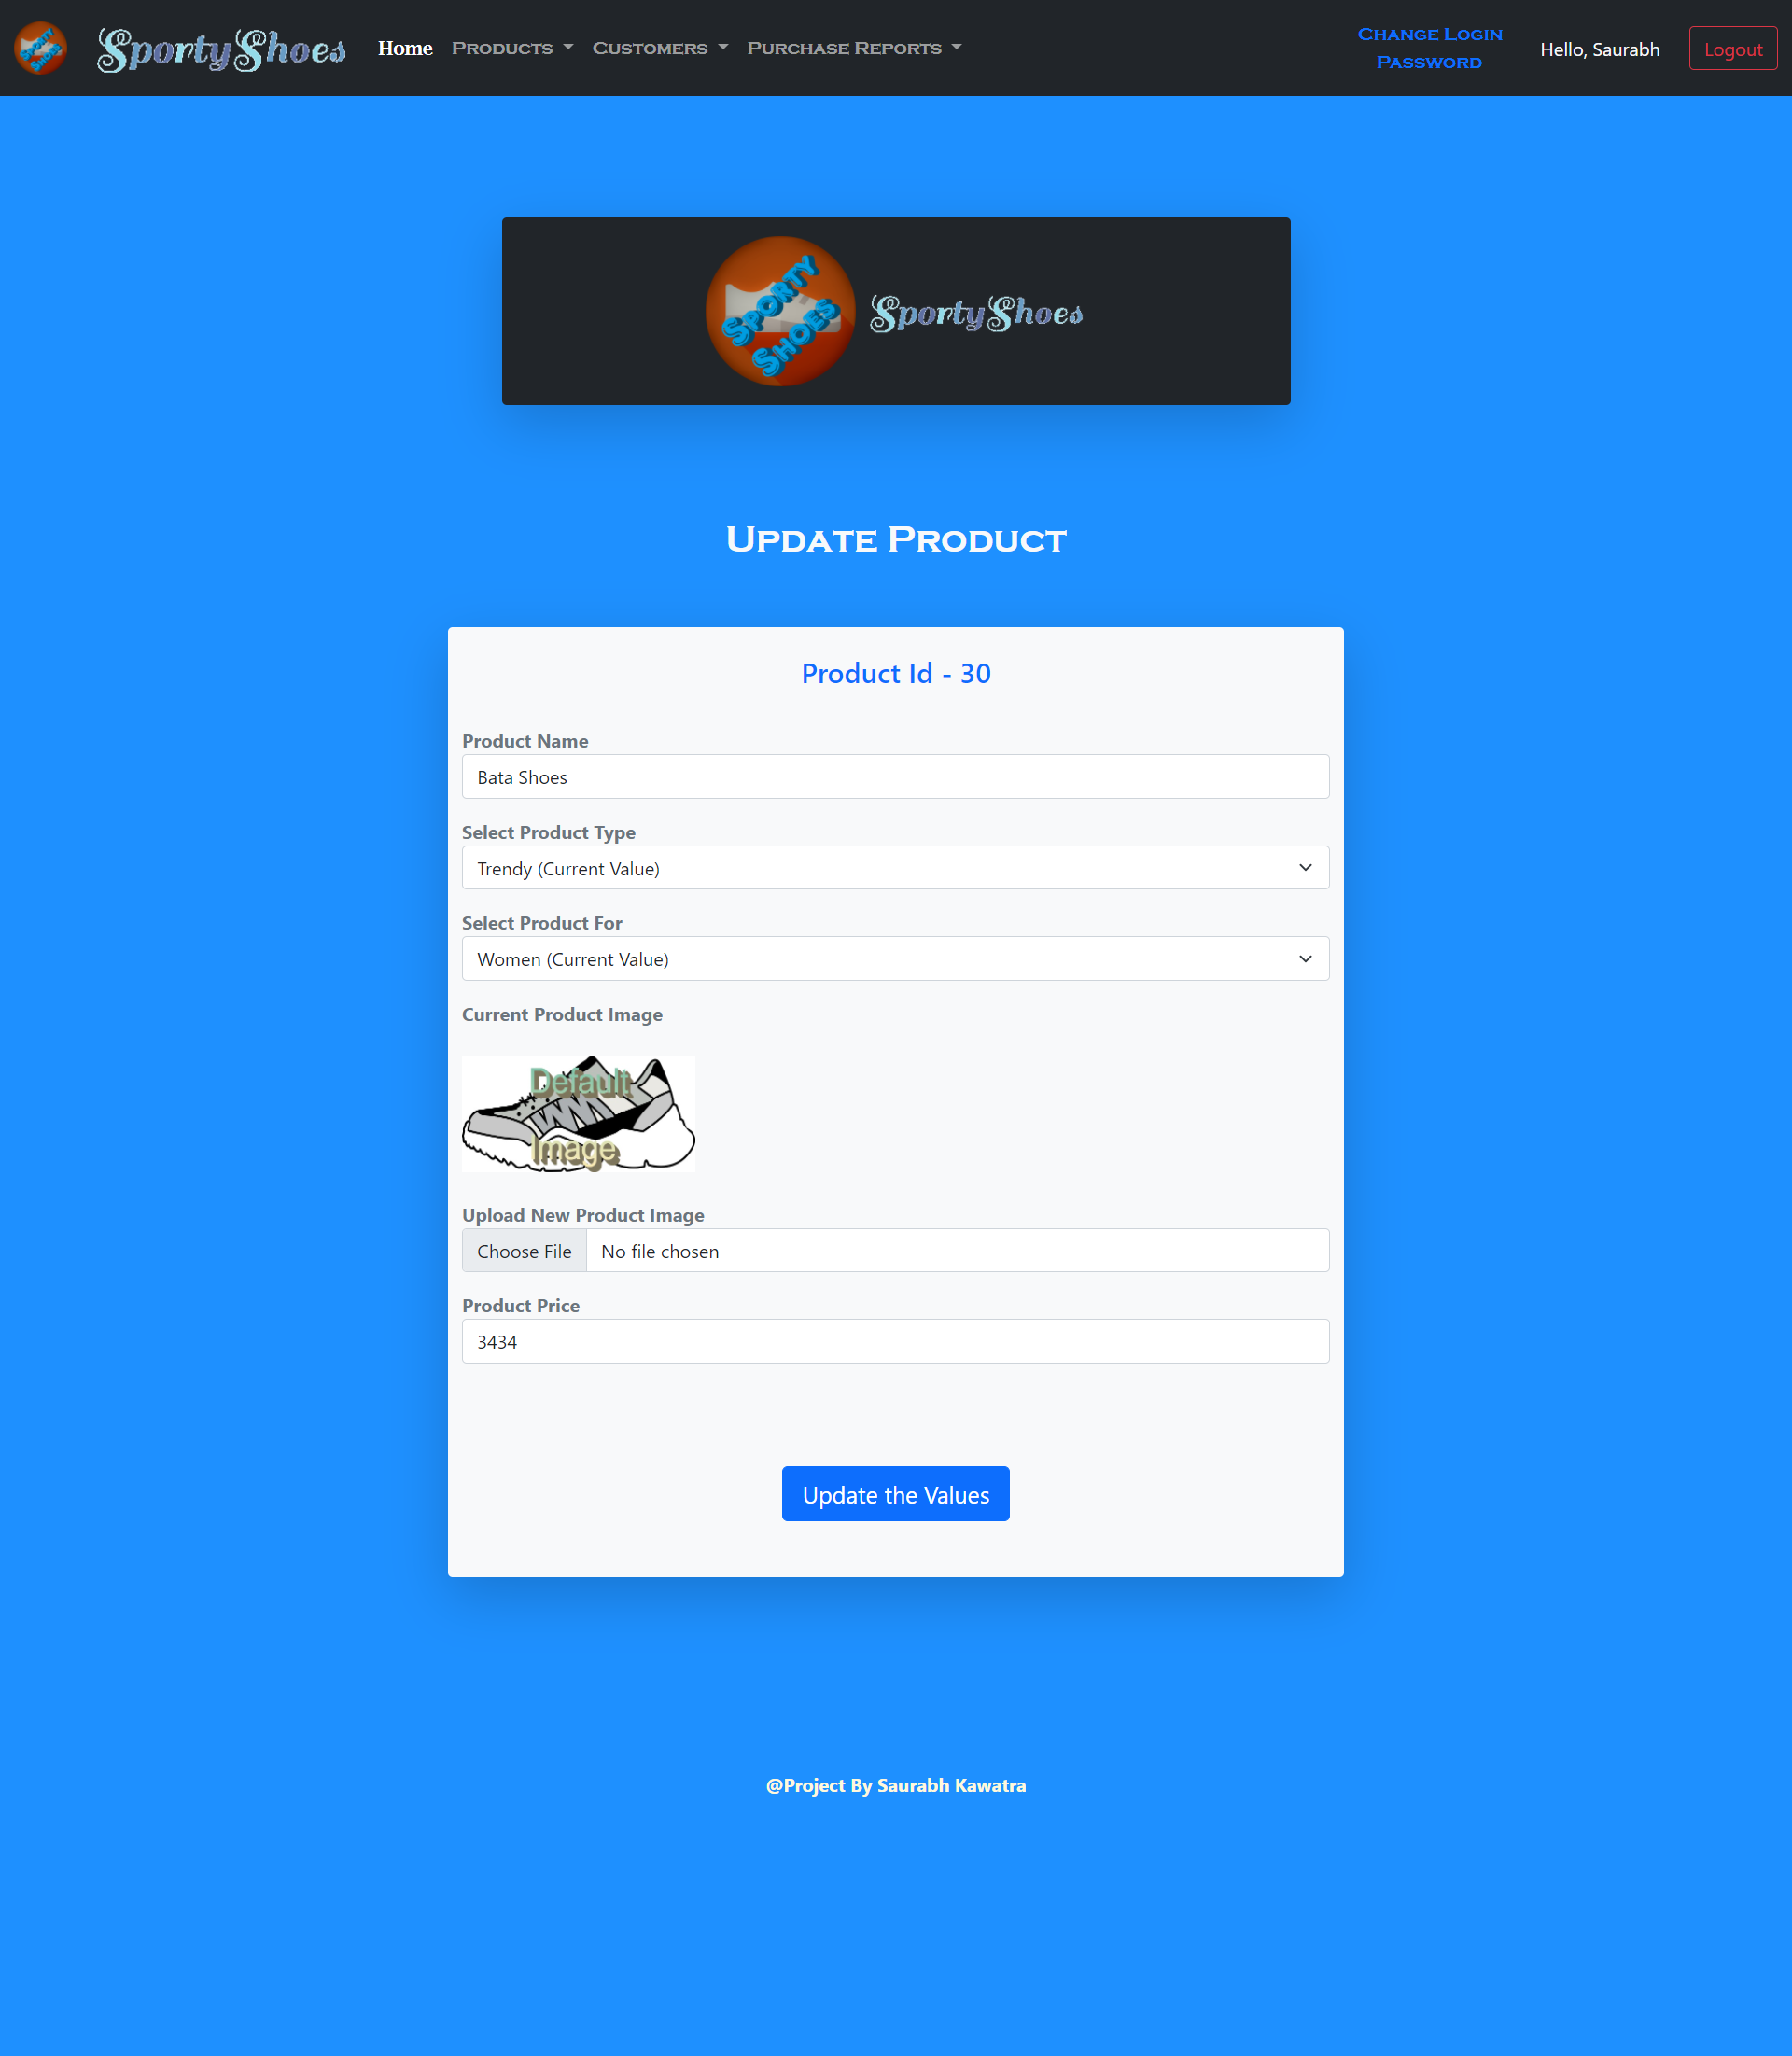 SPORTY
SHOES
SportyShoes
Home
Products
Customers
Purchase Reports
Change Login
Password
Hello, Saurabh
Logout
SPORTY
SHOES
SportyShoes
Update Product
Product Id - 30
Product Name
Bata Shoes
Select Product Type
Trendy (Current Value)
Select Product For
Women (Current Value)
Current Product Image
Default
Image
Upload New Product Image
Choose File No file chosen
Product Price
3434
Update the Values
@Project By Saurabh Kawatra